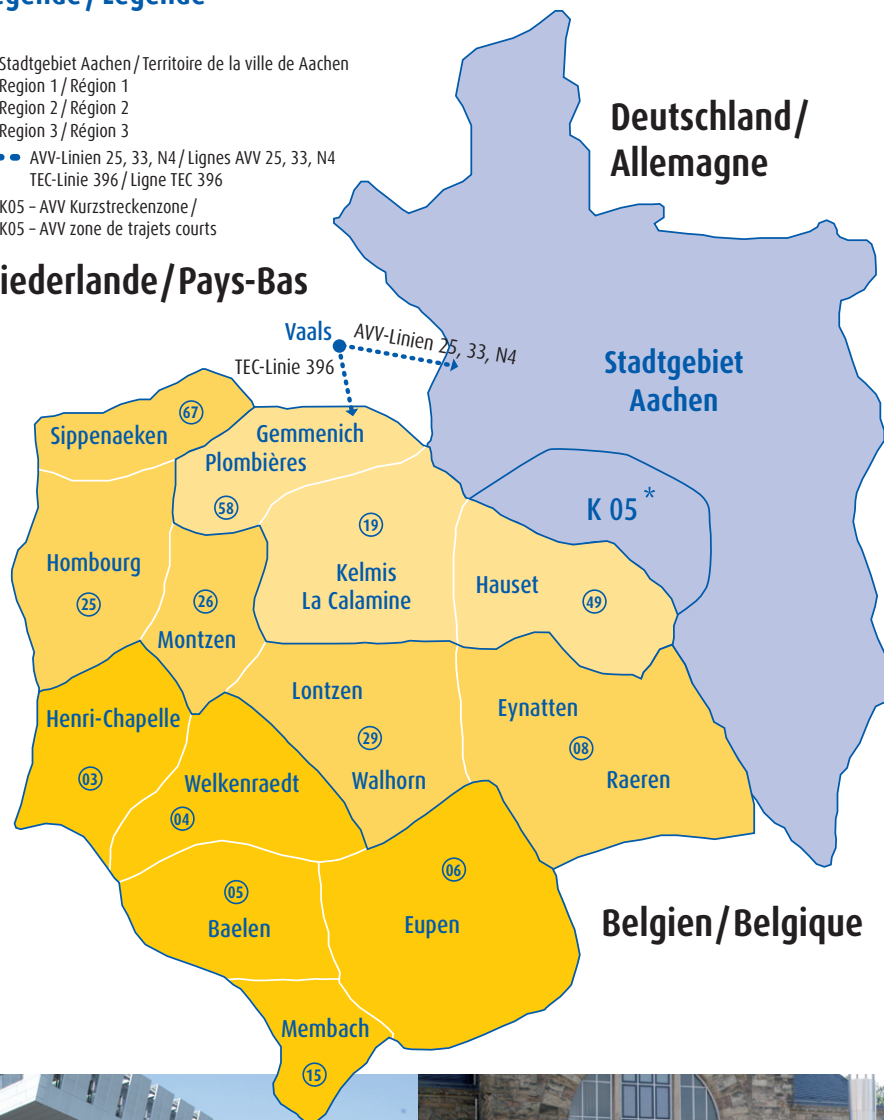 Legende / Légende
Stadtgebiet Aachen / Territoire de la ville de Aachen
Region 1 / Région 1
Region 2 / Région 2
Region 3 / Région 3
AVV-Linien 25, 33, N4 / Lignes AVV 25, 33, N4
TEC-Linie 396 / Ligne TEC 396
K05 – AVV Kurzstreckenzone /
K05 – AVV zone de trajets courts
Deutschland /
Allemagne
iederlande / Pays-Bas
Vaals
AVV-Linien 25, 33, N4
TEC-Linie 396
Stadtgebiet
Aachen
Sippenaeken
67
Gemmenich
Plombières
58
K 05 *
19
Kelmis
La Calamine
Hombourg
25
26
Montzen
Hauset
49
Lontzen
29
Walhorn
Eynatten
08
Raeren
Henri-Chapelle
03
Welkenraedt
04
05
Baelen
06
Eupen
Belgien / Belgique
Membach
15